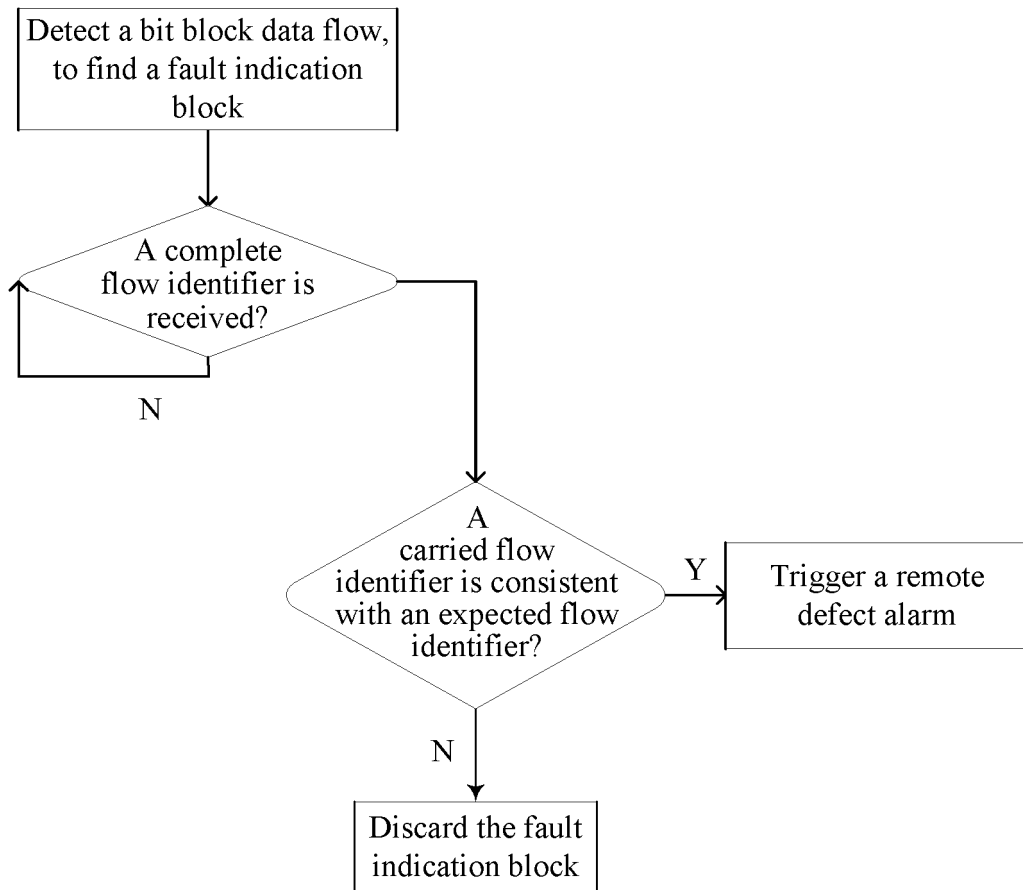 Detect a bit block data flow,
to find a fault indication
block
A complete
flow identifier is
received?
N
A
carried flow
identifier is consistent
with an expected flow
identifier?
Y
Trigger a remote
defect alarm
N
Discard the fault
indication block